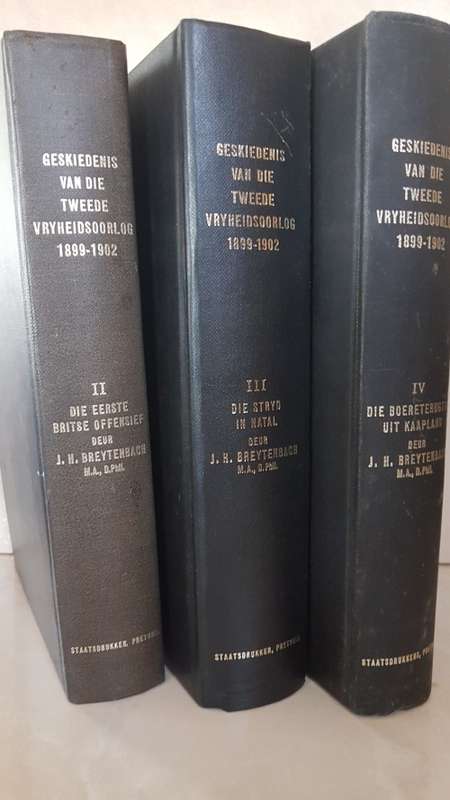 GESKIEDENIS
VAN DIE
TWEEDE
VRYHEIDSOORLOG
1899-1902
II
DIE EERSTE
BRITSE OFFENSIEF
DEUR
J. H. BREYTENBACH
M.A., D.Phil.
STAATSDRUKKER, PRETORIA
GESKIEDENIS
VAN DIE
TWEEDE
VRYHEIDSOORLOG
1899-1902
III
DIE STRYD
IN NATAL
DEUR
J. H. BREYTENBACH
M.A., D.Phil.
STAATSDRUKKER, PRETORIA
GESKIEDENIS
VAN DIE
TWEEDE
1899-1902
IV
DIE
UIT KAAPLAND
DEUR
J. H. BREYTENBACH
M.A., D.Phil.
STAATSDRUKKER,